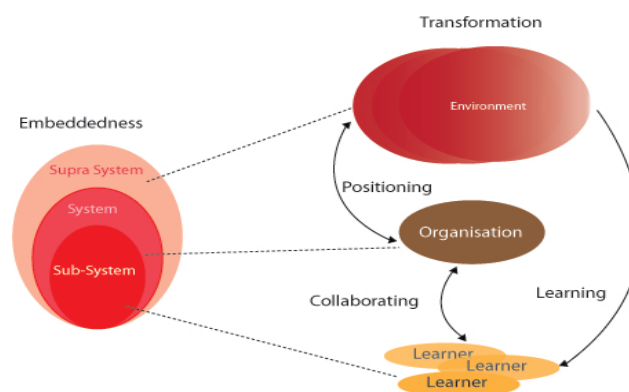 Transformation
Environment
Embeddedness
Supra System
System
Sub-System
Positioning
Organisation
Collaborating
Learning
Learner
Learner
Learner